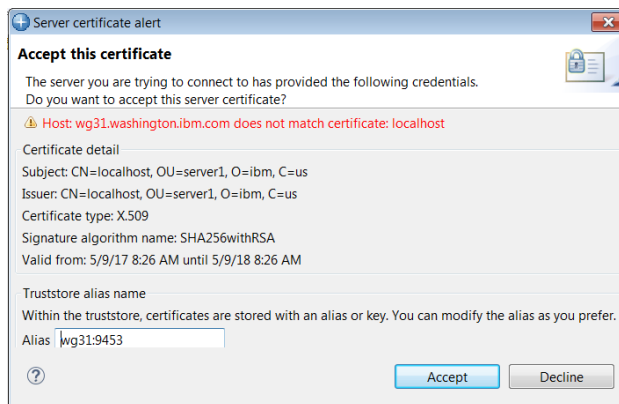 Server certificate alert
Accept this certificate
The server you are trying to connect to has provided the following credentials.
Do you want to accept this server certificate?
Host: wg31.washington.ibm.com does not match certificate: localhost
Certificate detail
Subject: CN=localhost, OU=server1, O=ibm, C=us
Issuer: CN=localhost, OU=server1, O=ibm, C=us
Certificate type: X.509
Signature algorithm name: SHA256withRSA
Valid from: 5/9/17 8:26 AM until 5/9/18 8:26 AM
Truststore alias name
Within the truststore, certificates are stored with an alias or key. You can modify the alias as you prefer.
Alias wg31:9453
Accept Decline